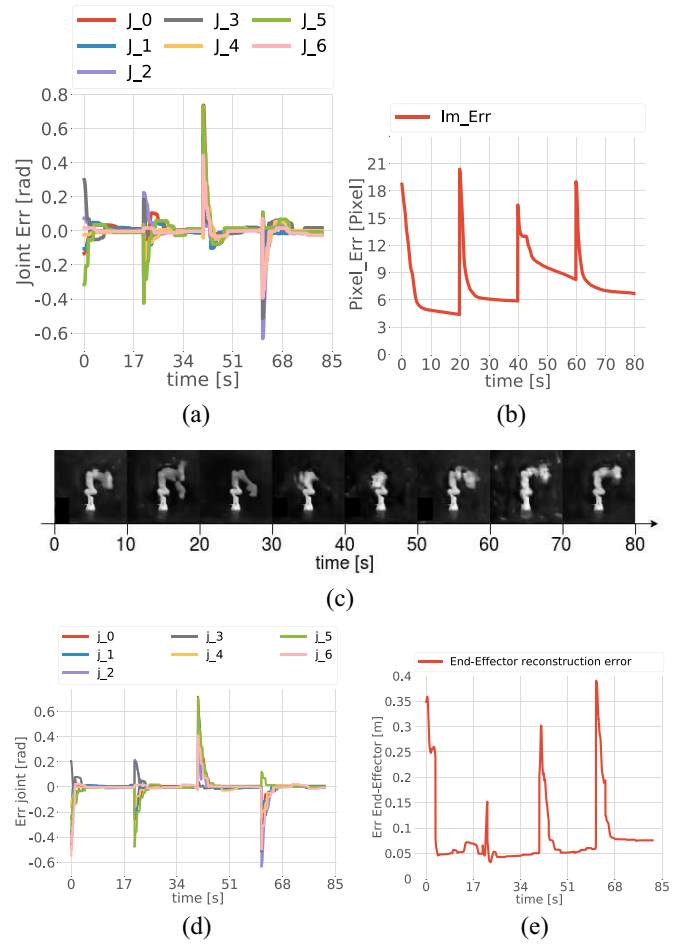 J_0 J_3 J_5
J_1 J_4 J_6
J_2
0.8
0.6
0.4
0.2
0.0
-0.2
-0.4
-0.6
Joint Err [rad]
0 17 34 51 68 85
time [s]
(a)
Im_Err
21
18
15
12
9
6
3
0
Pixel_Err [Pixel]
0 10 20 30 40 50 60 70 80
time [s]
(b)
0 10 20 30 40 50 60 70 80
time [s]
(c)
j_0 j_3 j_5
j_1 j_4 j_6
j_2
0.6
0.4
0.2
0.0
-0.2
-0.4
-0.6
Err joint [rad]
0 17 34 51 68 85
time [s]
(d)
End-Effector reconstruction error
0.4
0.35
0.3
0.25
0.2
0.15
0.1
0.05
0
Err End-Effector [m]
0 17 34 51 68 85
time [s]
(e)